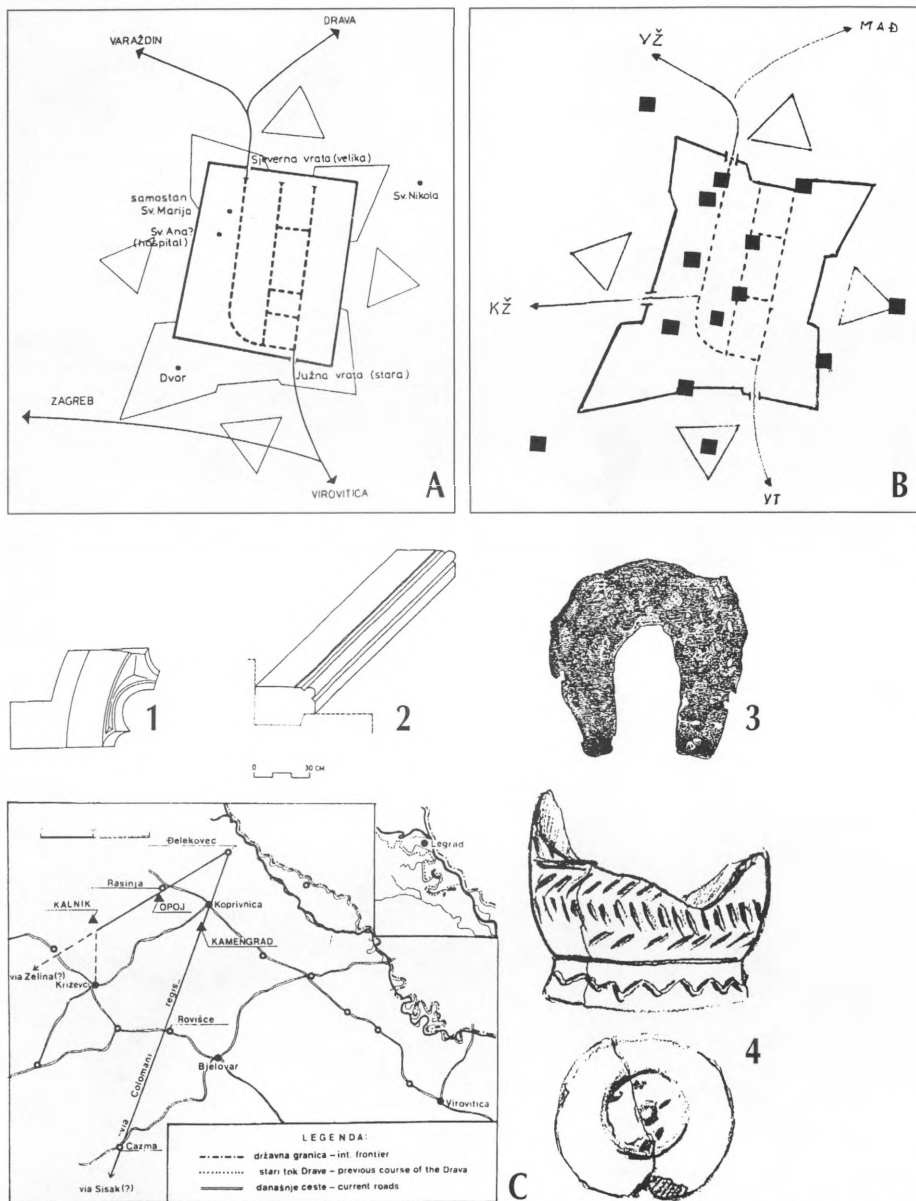 VARAŽDIN
DRAVA
Sjeverna vrata (velika)
samostan
Sv. Marija
Sv. Ana?
(hospital)
Sv. Nikola
Dvor
Južna vrata (stara)
ZAGREB
VIROVITICA
A
VŽ
MAĐ
KŽ
VT
B
1
2
0 30 CM
3
Đelekovec
Legrad
Rasinja
KALNIK
OPOJ
Koprivnica
KAMENGRAD
via Zelina(?)
Križevci
Rovišće
Bjelovar
via Colomani regis
Virovitica
Čazma
via Sisak(?)
LEGENDA:
državna granica – int. frontier
stari tok Drave – previous course of the Drava
današnje ceste – current roads
C
4